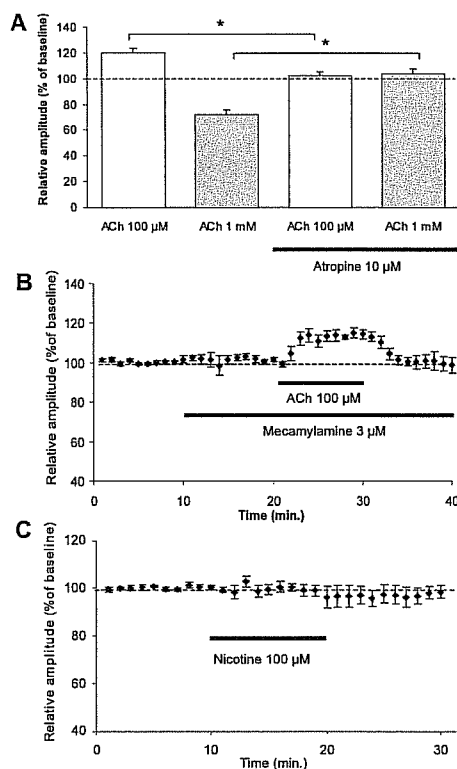 A
Relative amplitude (% of baseline)
140
120
100
80
60
40
20
0
*
*
ACh 100 µM
ACh 1 mM
ACh 100 µM
ACh 1 mM
Atropine 10 µM
B
Relative amplitude (%of baseline)
140
120
100
80
60
40
ACh 100 µM
Mecamylamine 3 µM
0
10
20
30
40
Time (min.)
C
Relative amplitude (%of baseline)
140
120
100
80
60
40
Nicotine 100 µM
0
10
20
30
Time (min.)